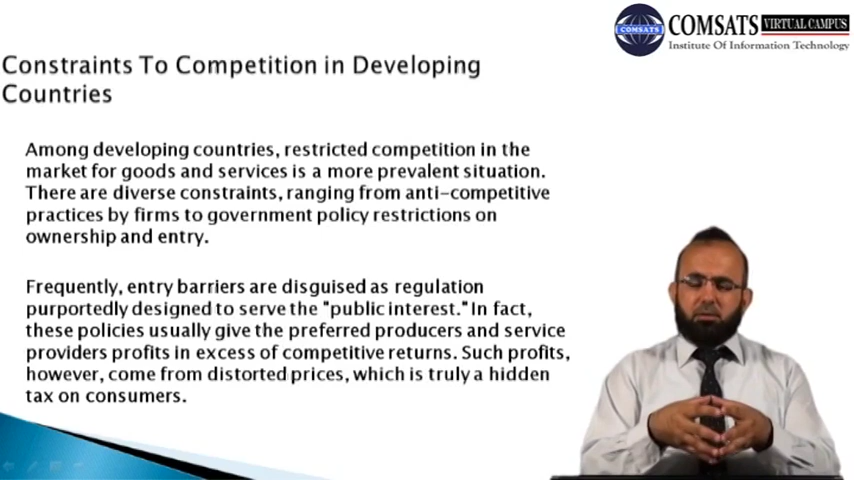 COMSATS VIRTUAL CAMPUS
COMSATS
Institute Of Information Technology
Constraints To Competition in Developing
Countries
Among developing countries, restricted competition in the
market for goods and services is a more prevalent situation.
There are diverse constraints, ranging from anti-competitive
practices by firms to government policy restrictions on
ownership and entry.
Frequently, entry barriers are disguised as regulation
purportedly designed to serve the "public interest." In fact,
these policies usually give the preferred producers and service
providers profits in excess of competitive returns. Such profits,
however, come from distorted prices, which is truly a hidden
tax on consumers.